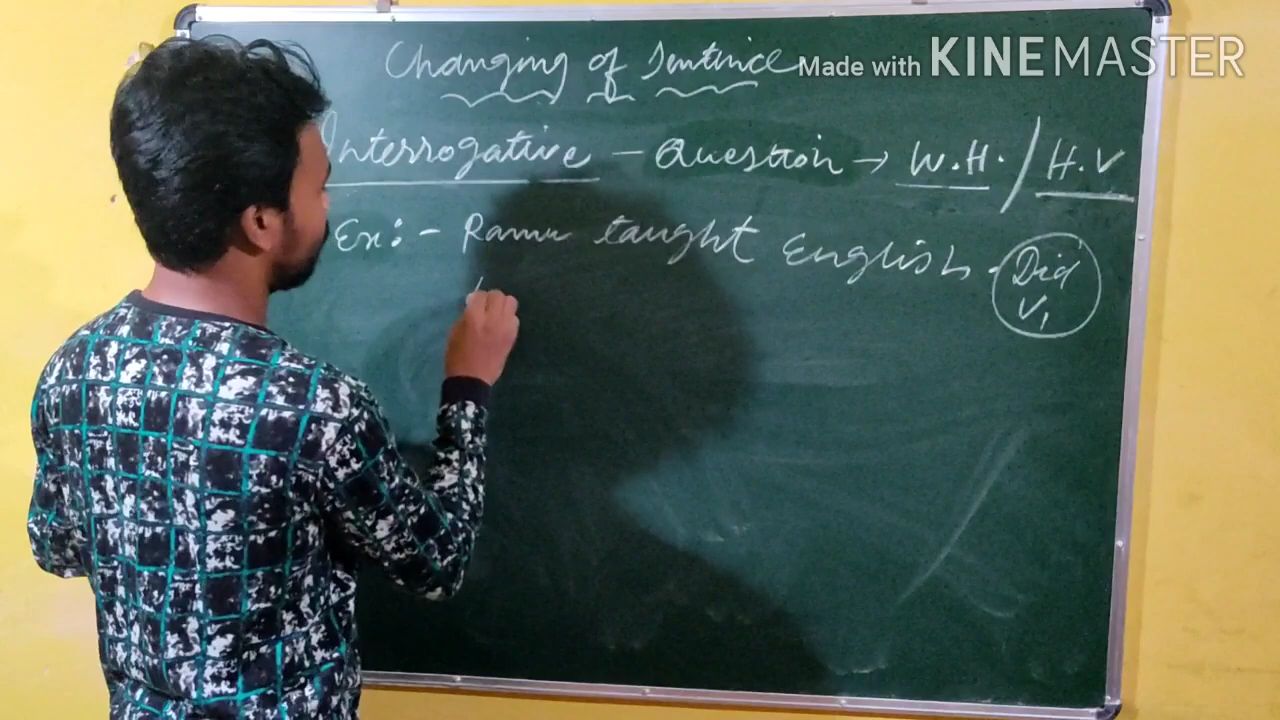 Changing of Sentence
Made with KINEMASTER
Interrogative - Question → W.H. / H.V
Ex:- Ramu taught English.
Did
V1